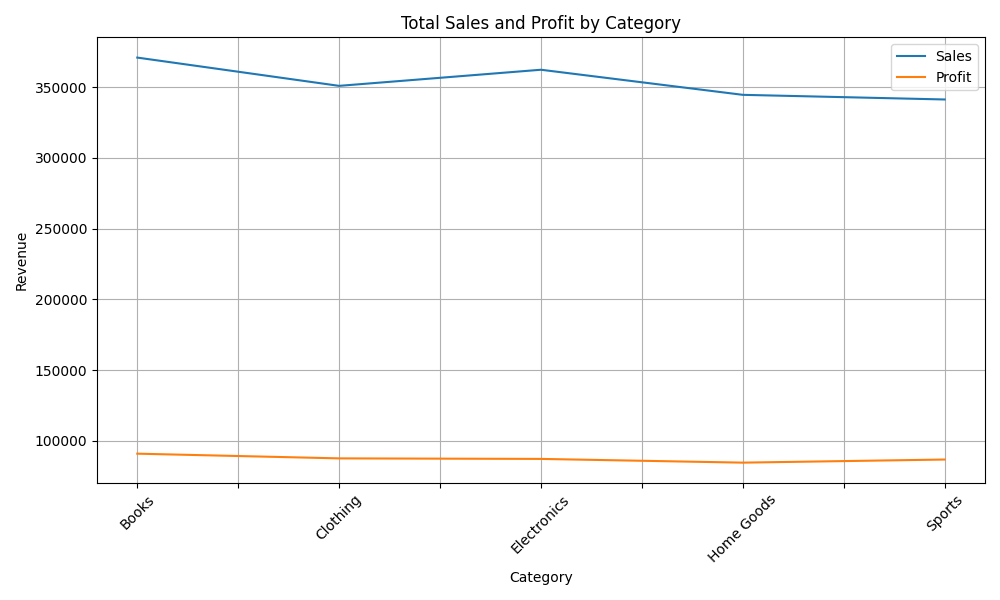 Total Sales and Profit by Category
Sales
Profit
350000
300000
250000
200000
150000
100000
Revenue
Books
Clothing
Electronics
Home Goods
Sports
Category